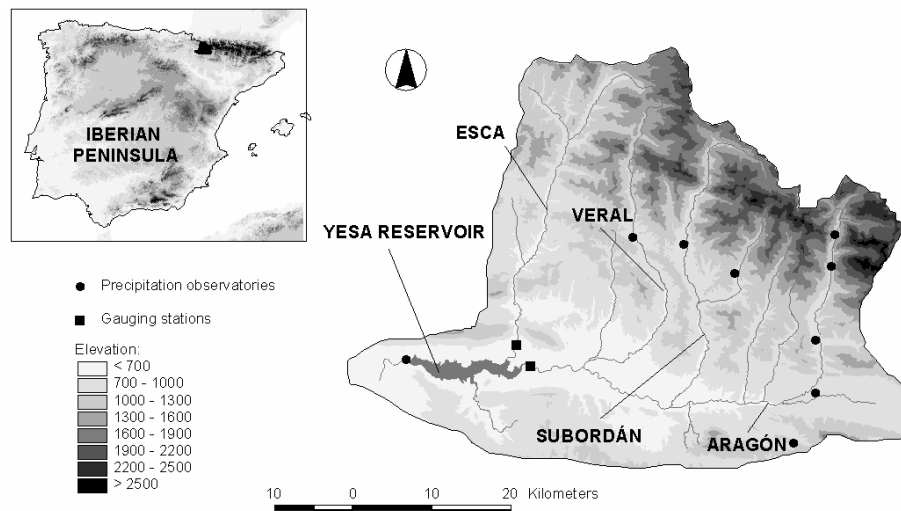 IBERIAN
PENINSULA
ESCA
VERAL
YESA RESERVOIR
Precipitation observatories
Gauging stations
Elevation:
< 700
700 - 1000
1000 - 1300
1300 - 1600
1600 - 1900
1900 - 2200
2200 - 2500
> 2500
SUBORDÁN
ARAGÓN
10 0 10 20 Kilometers